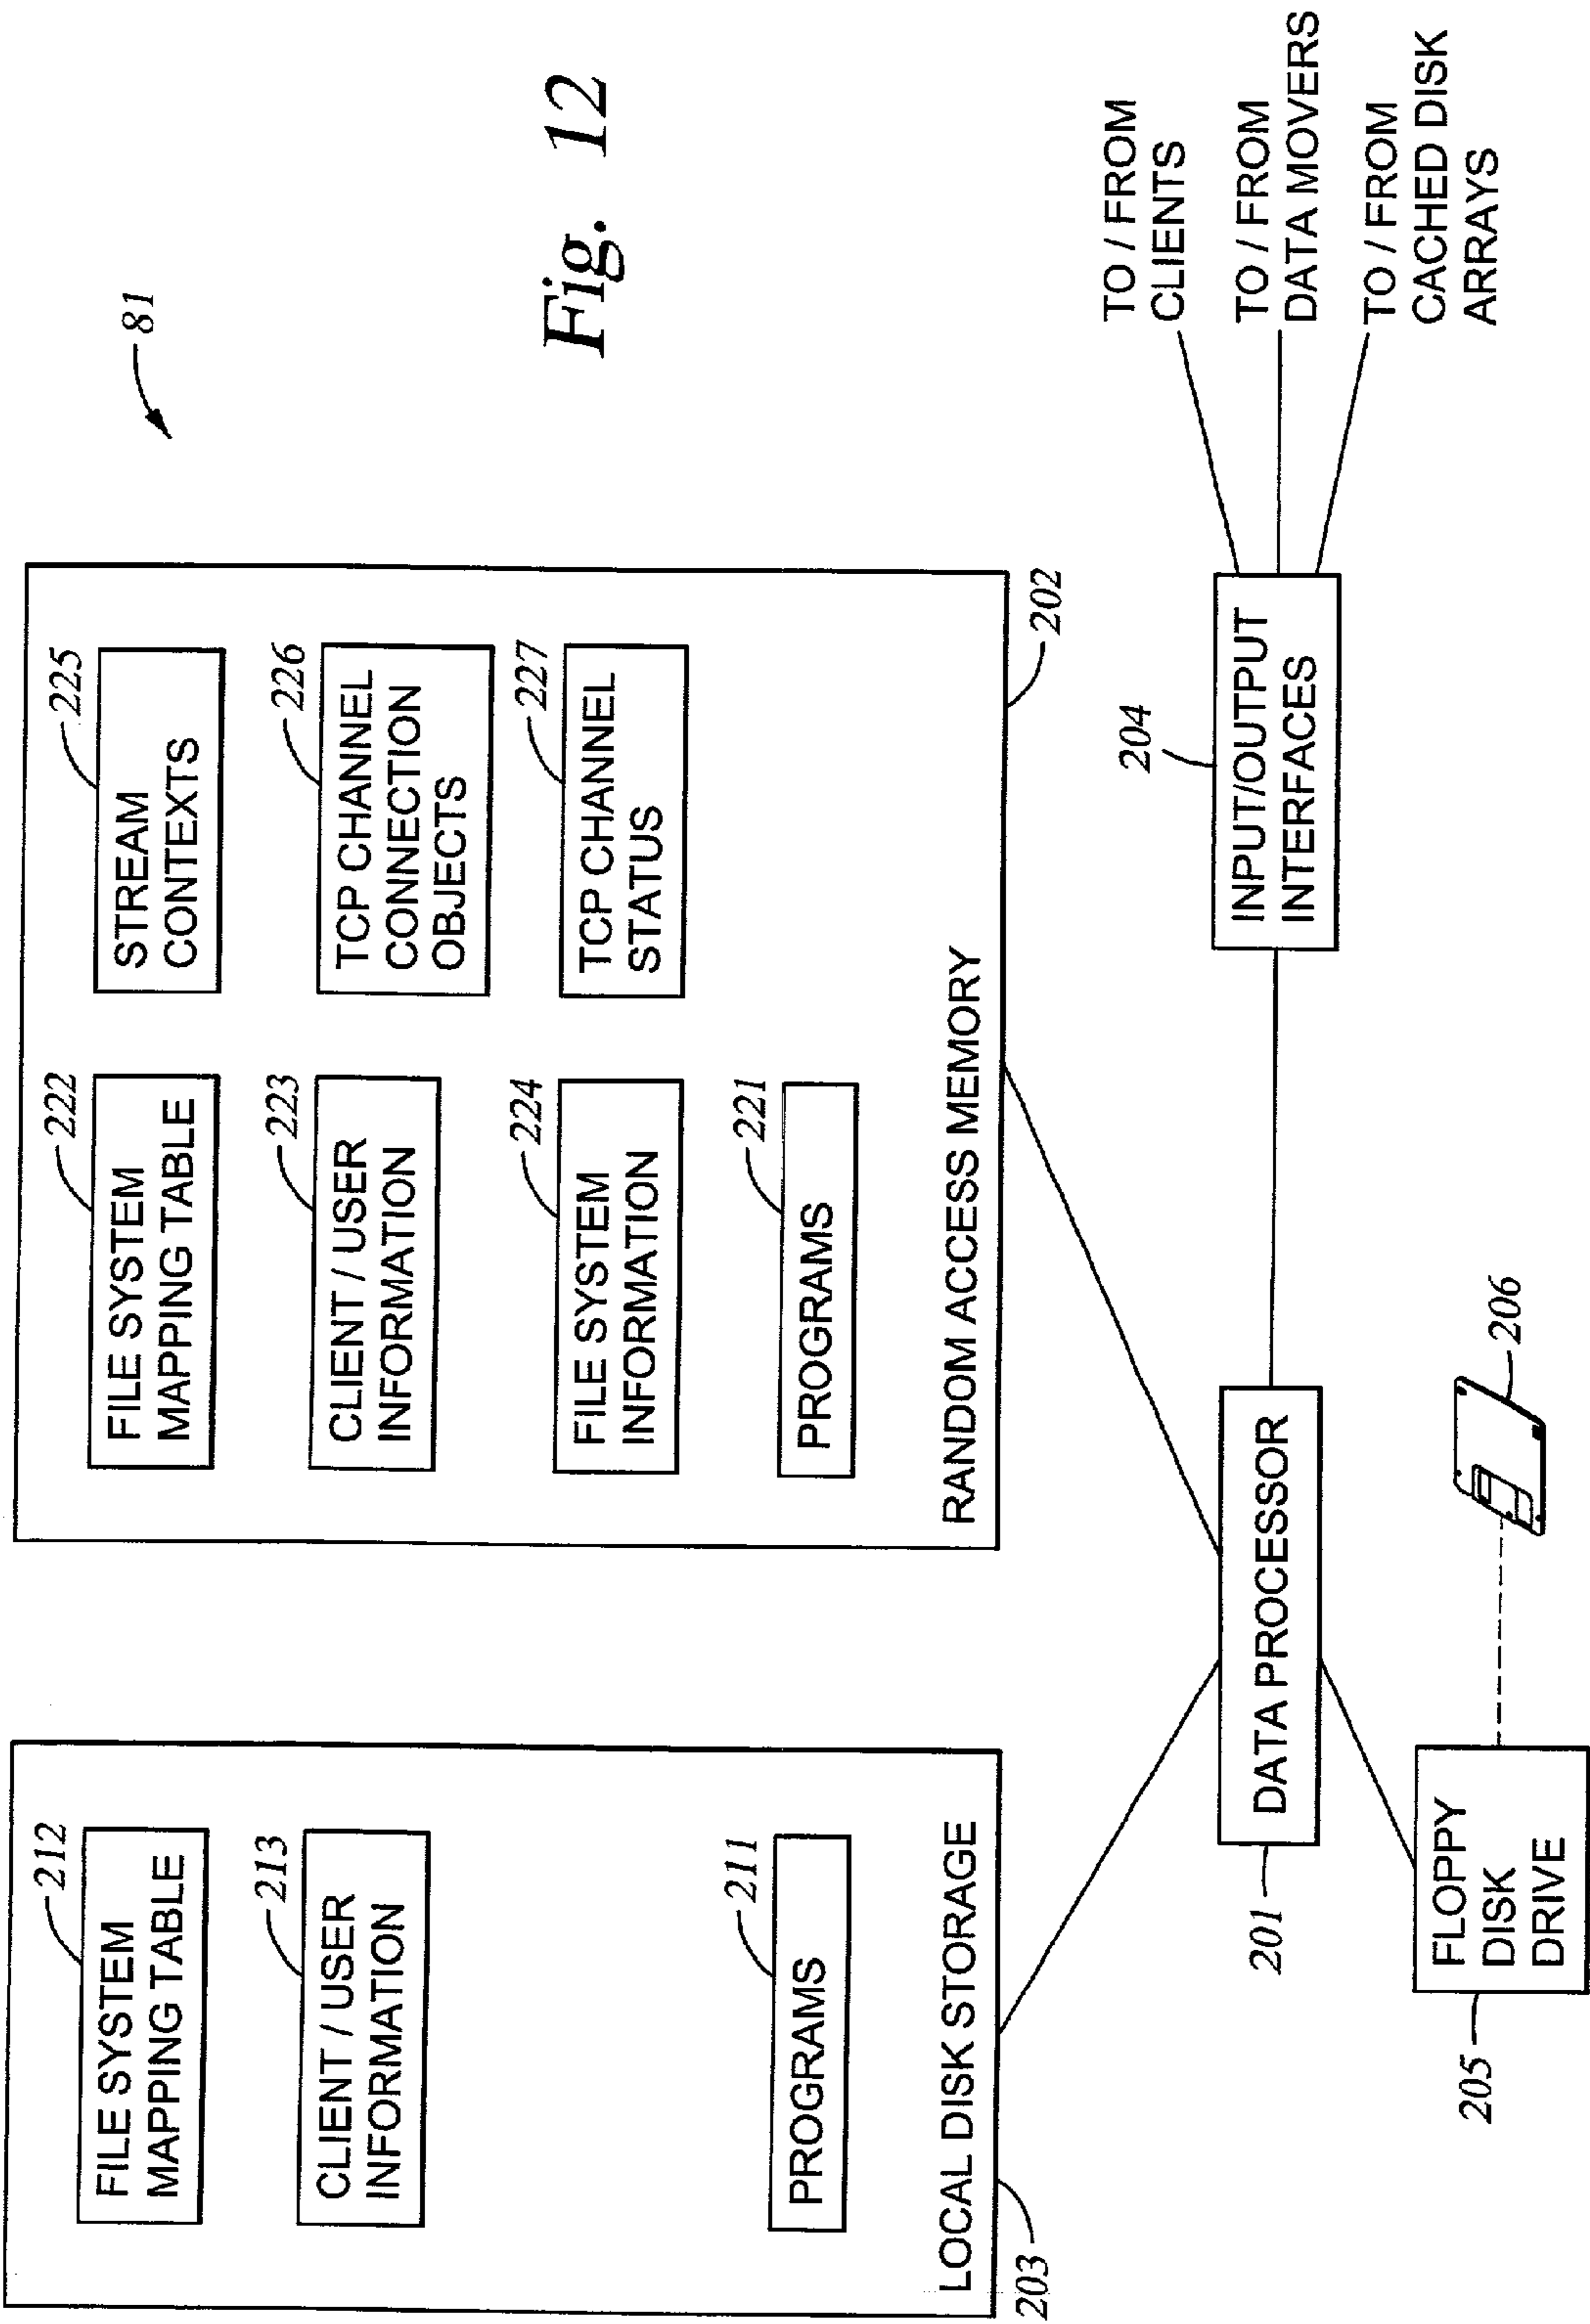 81
Fig. 12
212
FILE SYSTEM
MAPPING TABLE
213
CLIENT / USER
INFORMATION
211
PROGRAMS
LOCAL DISK STORAGE
203
222
FILE SYSTEM
MAPPING TABLE
223
CLIENT / USER
INFORMATION
224
FILE SYSTEM
INFORMATION
221
PROGRAMS
225
STREAM
CONTEXTS
226
TCP CHANNEL
CONNECTION
OBJECTS
227
TCP CHANNEL
STATUS
RANDOM ACCESS MEMORY
202
201
DATA PROCESSOR
204
INPUT/OUTPUT
INTERFACES
TO / FROM
CLIENTS
TO / FROM
DATA MOVERS
TO / FROM
CACHED DISK
ARRAYS
205
FLOPPY
DISK
DRIVE
206